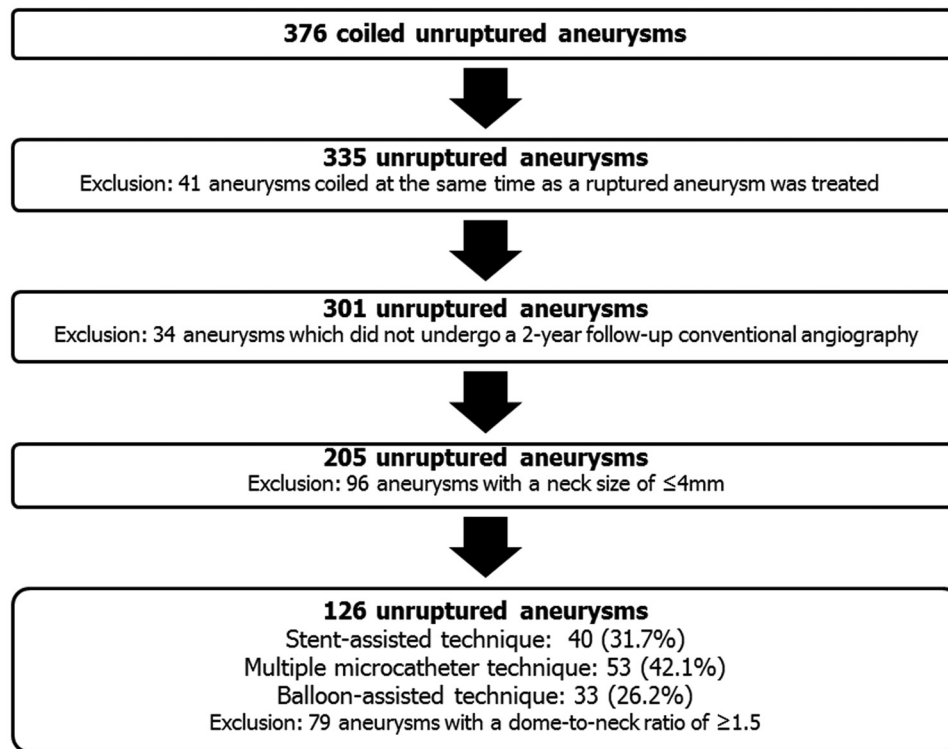 376 coiled unruptured aneurysms
335 unruptured aneurysms
Exclusion: 41 aneurysms coiled at the same time as a ruptured aneurysm was treated
301 unruptured aneurysms
Exclusion: 34 aneurysms which did not undergo a 2-year follow-up conventional angiography
205 unruptured aneurysms
Exclusion: 96 aneurysms with a neck size of ≤4mm
126 unruptured aneurysms
Stent-assisted technique: 40 (31.7%)
Multiple microcatheter technique: 53 (42.1%)
Balloon-assisted technique: 33 (26.2%)
Exclusion: 79 aneurysms with a dome-to-neck ratio of ≥1.5